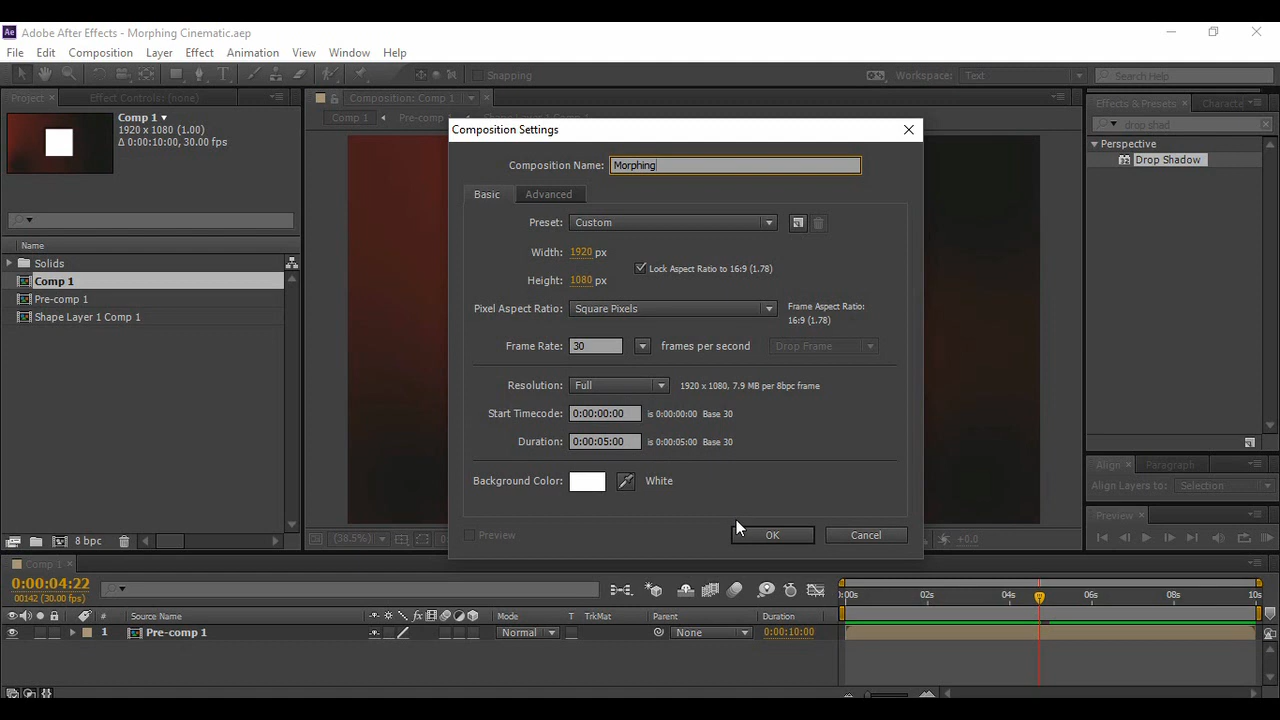 Adobe After Effects - Morphing Cinematic.aep
File Edit Composition Layer Effect Animation View Window Help
Snapping
Workspace: Text
Search Help
Project
Effect Controls: (none)
Composition: Comp 1
Effects & Presets
Comp 1
1920 x 1080 (1.00)
Δ 0:00:10:00, 30.00 fps
Comp 1
drop shad
Perspective
Drop Shadow
Name
Solids
Comp 1
Pre-comp 1
Shape Layer 1 Comp 1
8 bpc
Composition Settings
Composition Name: Morphing
Basic Advanced
Preset: Custom
Width: 1920 px
Lock Aspect Ratio to 16:9 (1.78)
Height: 1080 px
Pixel Aspect Ratio: Square Pixels
Frame Aspect Ratio:
16:9 (1.78)
Frame Rate: 30 frames per second Drop Frame
Resolution: Full 1920 x 1080, 7.9 MB per 8bpc frame
Start Timecode: 0:00:00:00 is 0:00:00:00 Base 30
Duration: 0:00:05:00 is 0:00:05:00 Base 30
Background Color: White
Preview OK Cancel
(38.5%)
+0.0
Align Paragraph
Align Layers to: Selection
Preview
Comp 1
0:00:04:22
00142 (30.00 fps)
02s 04s 06s 08s 10s
# Source Name Mode T TrkMat Parent Duration
1 Pre-comp 1 Normal None 0:00:10:00